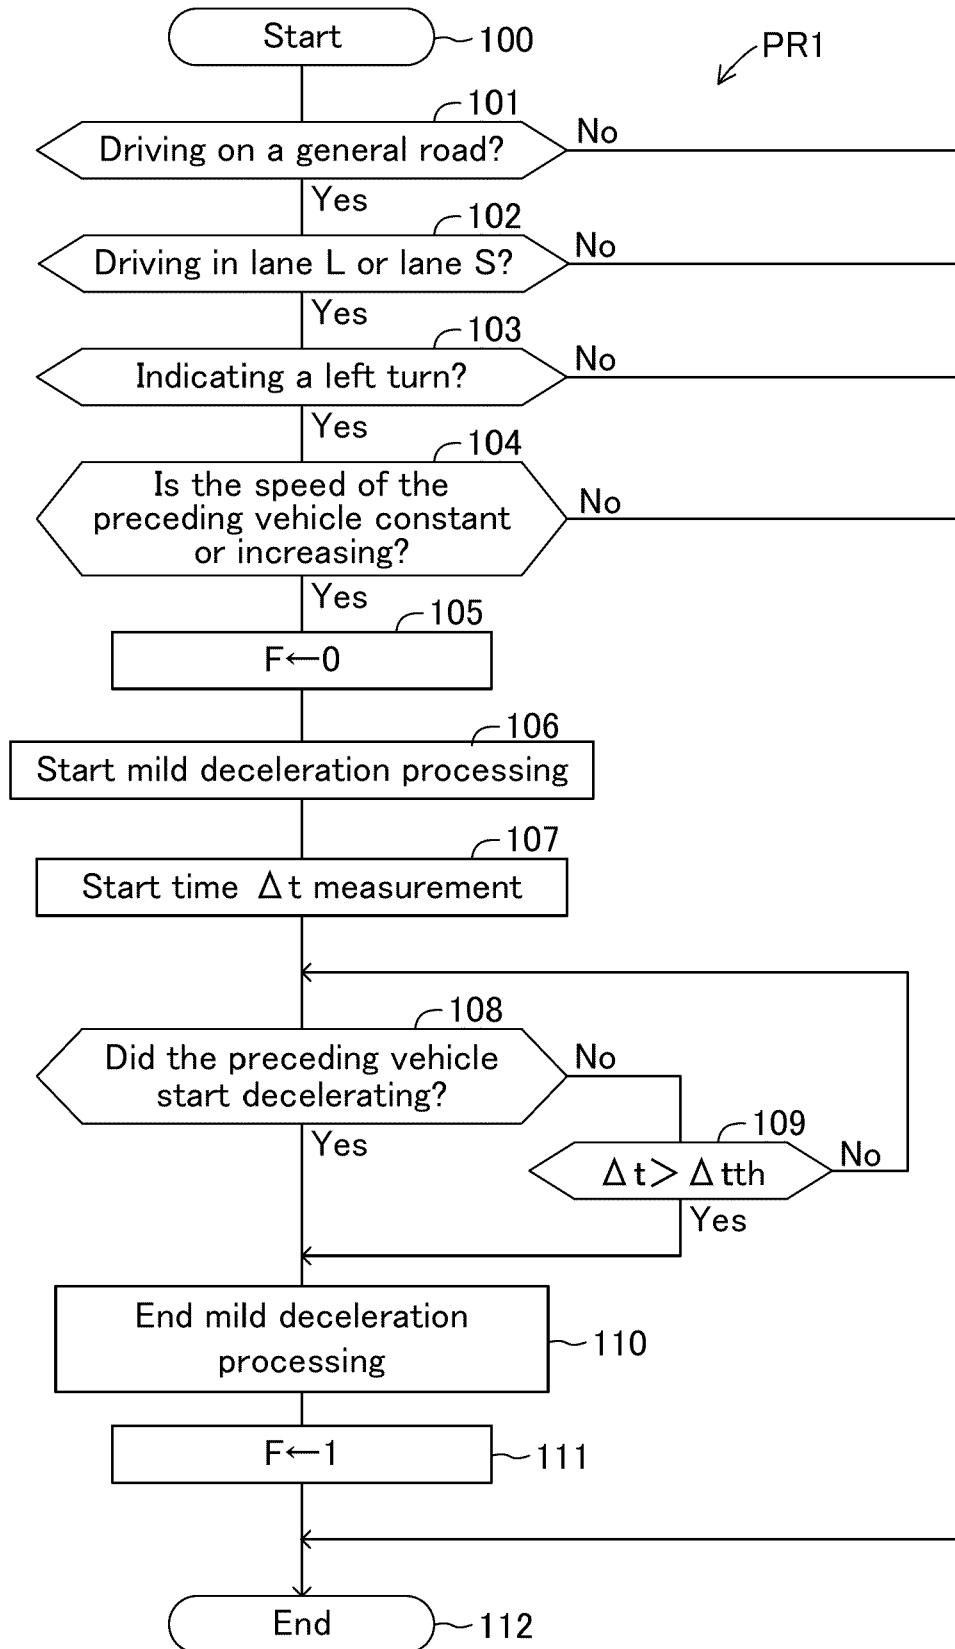 Start
100
PR1
101
Driving on a general road?
No
Yes
102
Driving in lane L or lane S?
No
Yes
103
Indicating a left turn?
No
Yes
104
Is the speed of the
preceding vehicle constant
or increasing?
No
Yes
105
F←0
106
Start mild deceleration processing
107
Start time Δt measurement
108
Did the preceding vehicle
start decelerating?
No
Yes
109
Δt＞Δtth
No
Yes
End mild deceleration
processing
110
F←1
111
End
112